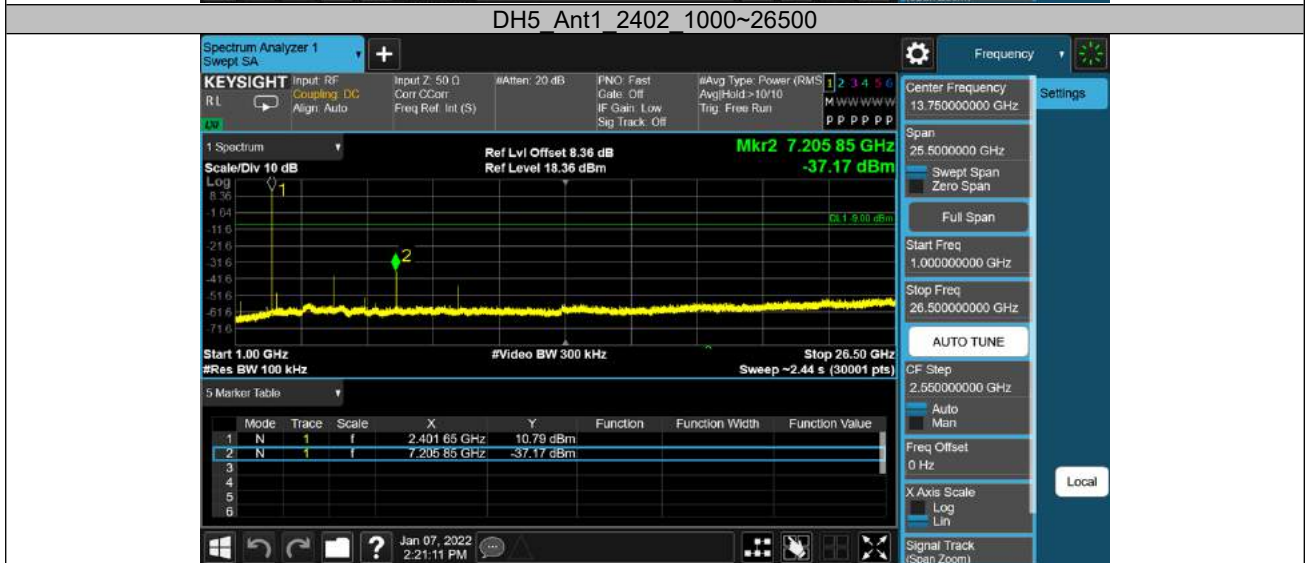 DH5_Ant1_2402_1000~26500
Spectrum Analyzer 1
Swept SA
+
Frequency
KEYSIGHT
RL
Input: RF
Coupling: DC
Align: Auto
Input Z: 50 Ω
Corr CCorr
Freq Ref: Int (S)
#Atten: 20 dB
PNO: Fast
Gate: Off
IF Gain: Low
Sig Track: Off
#Avg Type: Power (RMS
Avg|Hold:>10/10
Trig: Free Run
1 2 3 4 5 6
M W W W W W
P P P P P P
1 Spectrum
Scale/Div 10 dB
Ref Lvl Offset 8.36 dB
Ref Level 18.36 dBm
Mkr2 7.205 85 GHz
-37.17 dBm
Log
8.36
-1.64
-11.6
-21.6
-31.6
-41.6
-51.6
-61.6
-71.6
1
2
DL1 -9.00 dBm
Start 1.00 GHz
#Res BW 100 kHz
#Video BW 300 kHz
Stop 26.50 GHz
Sweep ~2.44 s (30001 pts)
5 Marker Table
Mode Trace Scale X Y Function Function Width Function Value
1 N 1 f 2.401 65 GHz 10.79 dBm
2 N 1 f 7.205 85 GHz -37.17 dBm
3
4
5
6
Jan 07, 2022
2:21:11 PM
Center Frequency
13.750000000 GHz
Settings
Span
25.5000000 GHz
Swept Span
Zero Span
Full Span
Start Freq
1.000000000 GHz
Stop Freq
26.500000000 GHz
AUTO TUNE
CF Step
2.550000000 GHz
Auto
Man
Freq Offset
0 Hz
X Axis Scale
Log
Lin
Local
Signal Track
(Span Zoom)